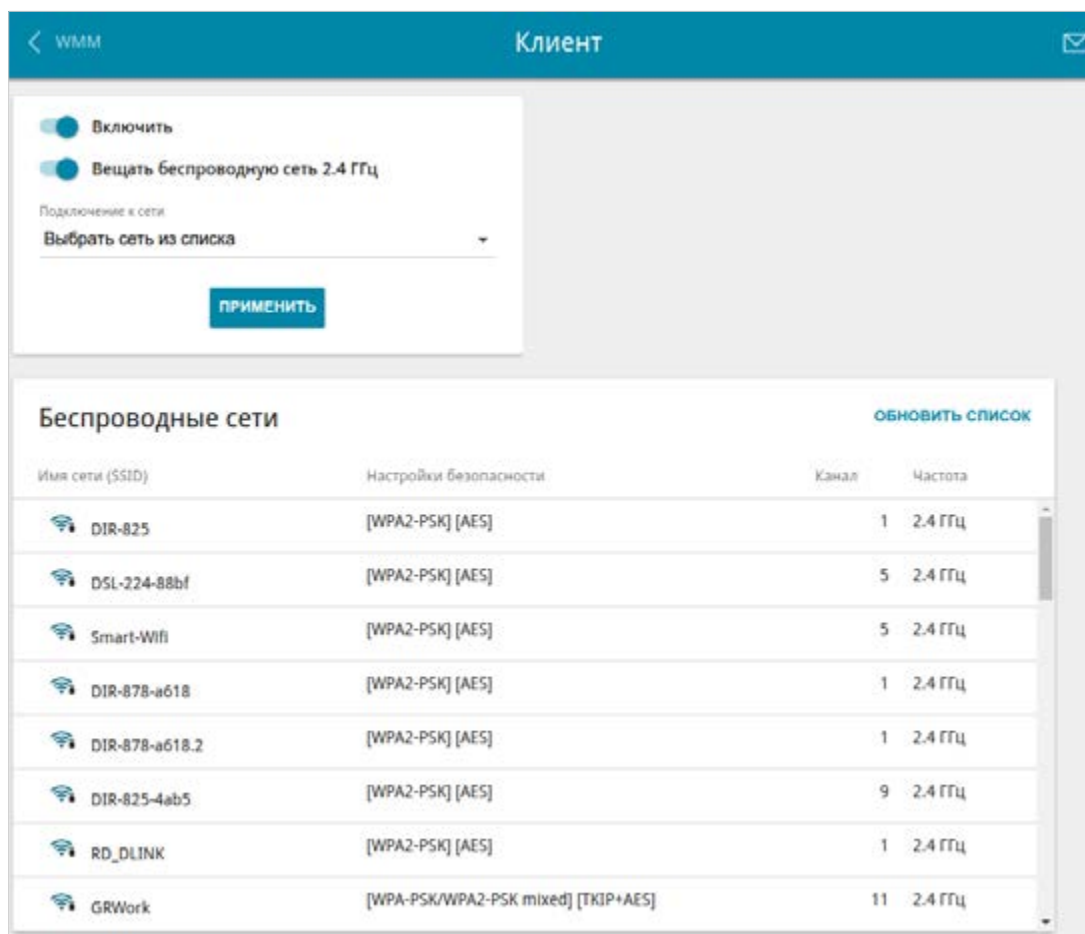 WMM Клиент
Включить
Вещать беспроводную сеть 2.4 ГГц
Подключение к сети
Выбрать сеть из списка
ПРИМЕНИТЬ
Беспроводные сети ОБНОВИТЬ СПИСОК
Имя сети (SSID) Настройки безопасности Канал Частота
DIR-825 [WPA2-PSK] [AES] 1 2.4 ГГц
DSL-224-88bf [WPA2-PSK] [AES] 5 2.4 ГГц
Smart-Wifi [WPA2-PSK] [AES] 5 2.4 ГГц
DIR-878-a618 [WPA2-PSK] [AES] 1 2.4 ГГц
DIR-878-a618.2 [WPA2-PSK] [AES] 1 2.4 ГГц
DIR-825-4ab5 [WPA2-PSK] [AES] 9 2.4 ГГц
RD_DLINK [WPA2-PSK] [AES] 1 2.4 ГГц
GRWork [WPA-PSK/WPA2-PSK mixed] [TKIP+AES] 11 2.4 ГГц